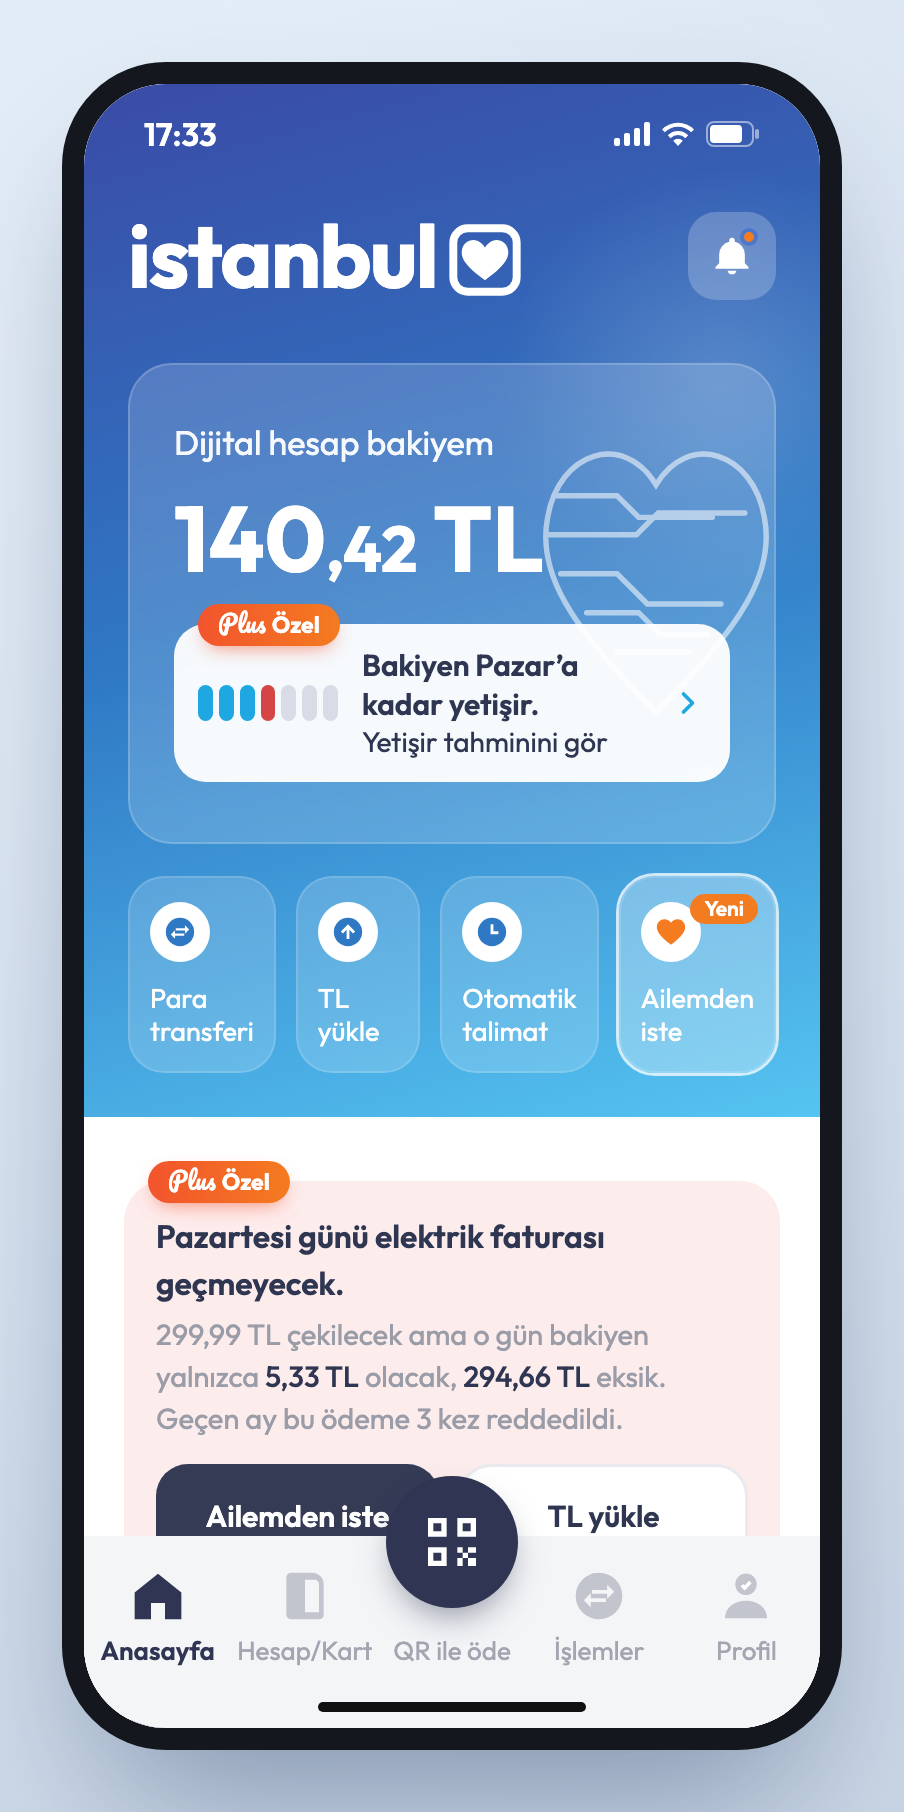 17:33
istanbul
Dijital hesap bakiyem
140,42 TL
Plus Özel
Bakiyen Pazar’a
kadar yetişir.
Yetişir tahminini gör
Para
transferi
TL
yükle
Otomatik
talimat
Yeni
Ailemden
iste
Plus Özel
Pazartesi günü elektrik faturası
geçmeyecek.
299,99 TL çekilecek ama o gün bakiyen
yalnızca 5,33 TL olacak, 294,66 TL eksik.
Geçen ay bu ödeme 3 kez reddedildi.
Ailemden iste
TL yükle
Anasayfa
Hesap/Kart
QR ile öde
İşlemler
Profil